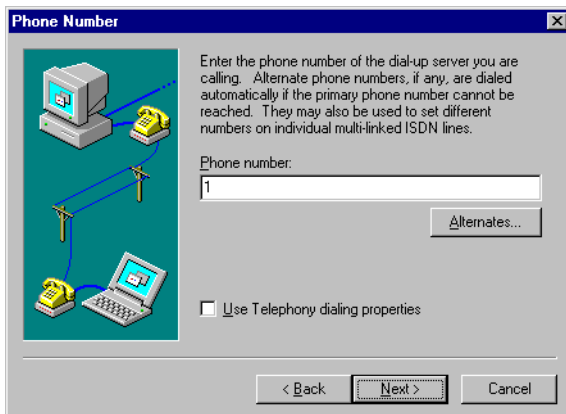 Phone Number
Enter the phone number of the dial-up server you are
calling. Alternate phone numbers, if any, are dialed
automatically if the primary phone number cannot be
reached. They may also be used to set different
numbers on individual multi-linked ISDN lines.
Phone number:
1
Alternates...
Use Telephony dialing properties
< Back
Next >
Cancel